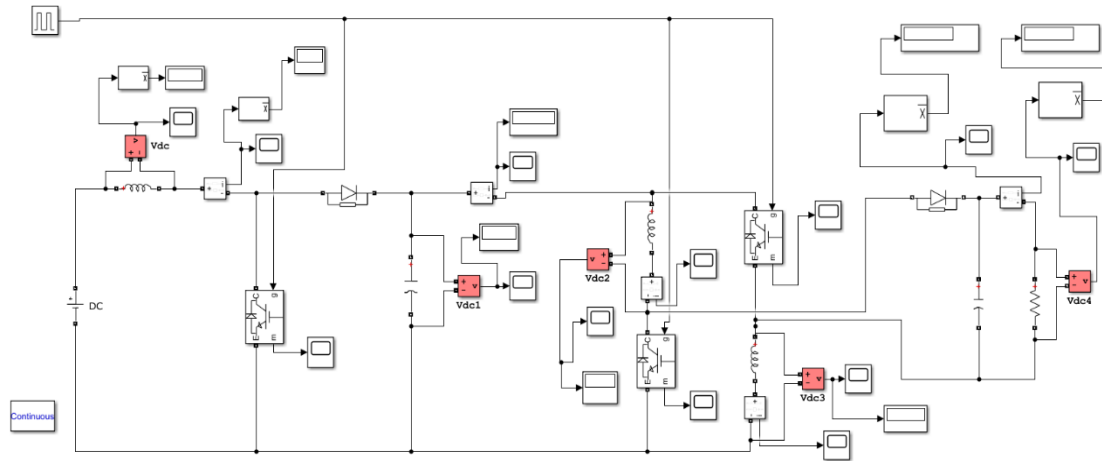 Vdc
DC
Vdc1
Vdc2
Vdc3
Vdc4
Continuous
x
x
x
x
v
v
v
v
v
+ -
i
-
+
-
i
-
+
-
+
-
+
-
+
-
i
-
C
g
E
m
C
g
E
m
C
g
E
m